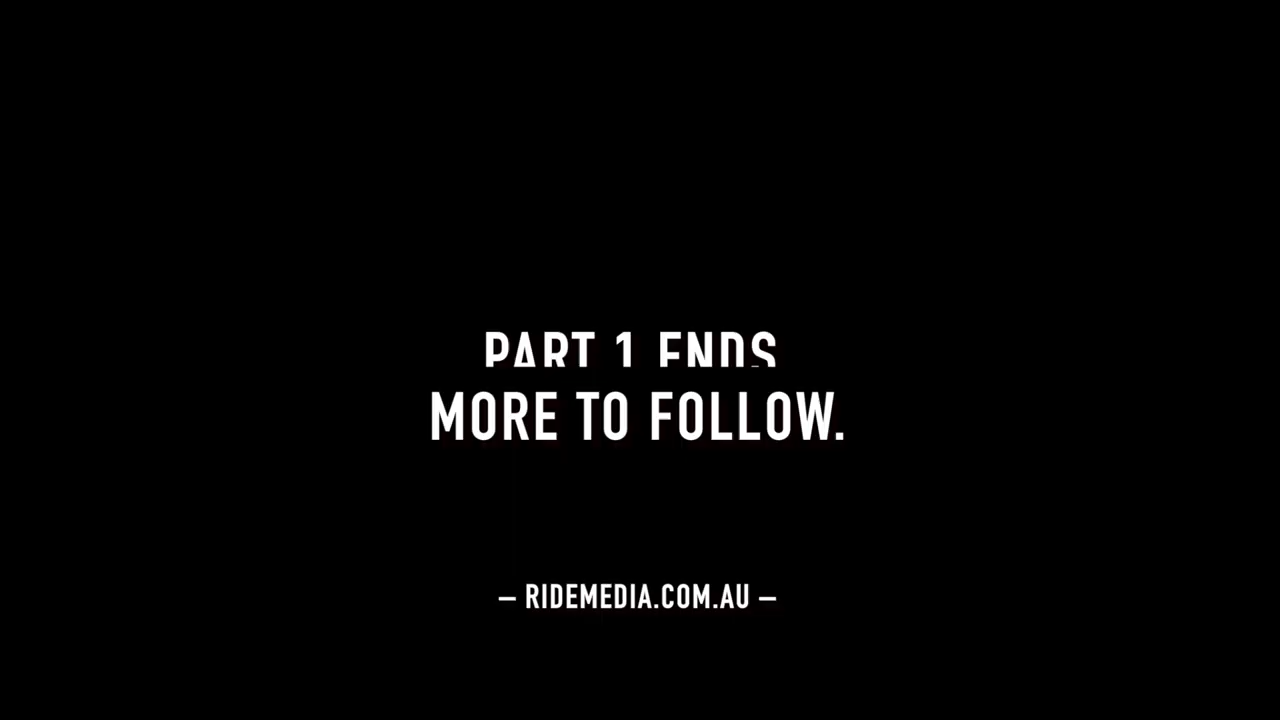 PART 1 ENDS
MORE TO FOLLOW.
– RIDEMEDIA.COM.AU –